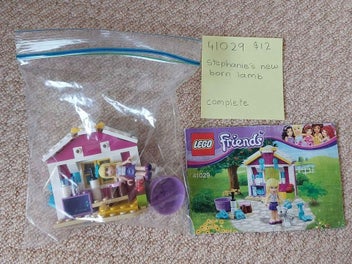 41029 $12
stephanie's new
born lamb
complete
LEGO
Friends
41029